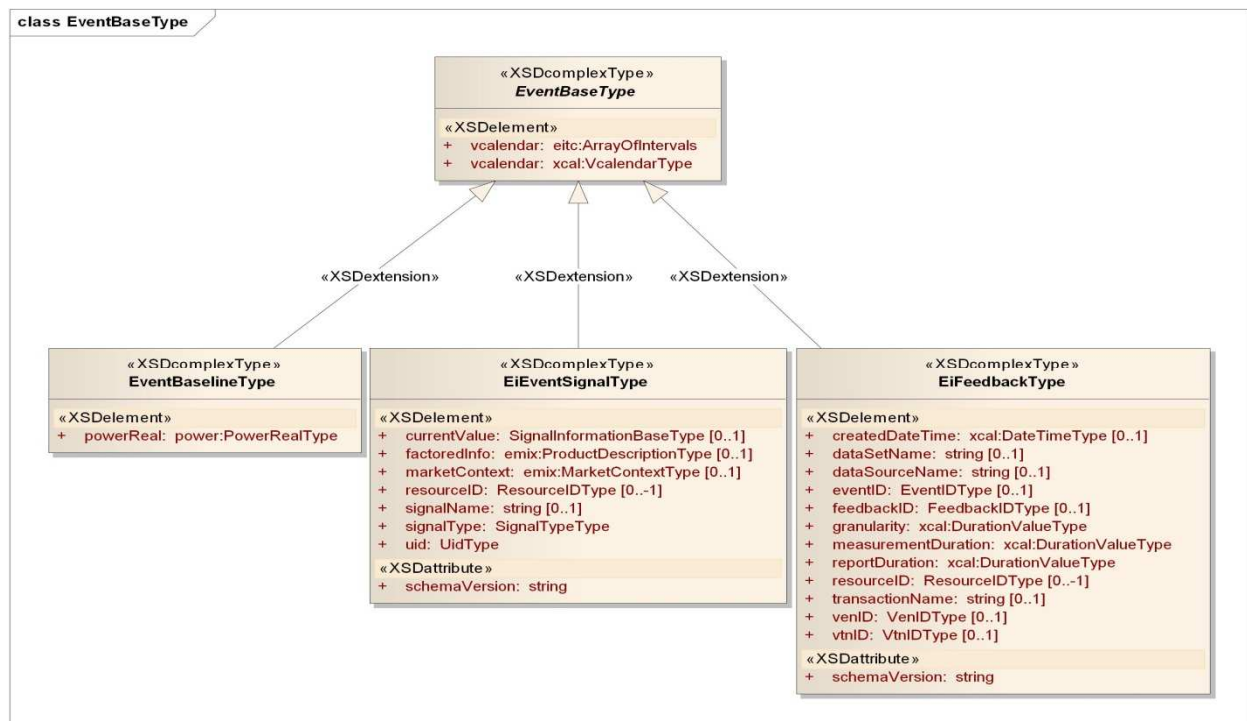 class EventBaseType
«XSDcomplexType»
EventBaseType
«XSDelement»
+ vcalendar: eitc:ArrayOfIntervals
+ vcalendar: xcal:VcalendarType
«XSDextension»
«XSDextension»
«XSDextension»
«XSDcomplexType»
EventBaselineType
«XSDelement»
+ powerReal: power:PowerRealType
«XSDcomplexType»
EiEventSignalType
«XSDelement»
+ currentValue: SignalInformationBaseType [0..1]
+ factoredInfo: emix:ProductDescriptionType [0..1]
+ marketContext: emix:MarketContextType [0..1]
+ resourceID: ResourceIDType [0..-1]
+ signalName: string [0..1]
+ signalType: SignalTypeType
+ uid: UidType
«XSDattribute»
+ schemaVersion: string
«XSDcomplexType»
EiFeedbackType
«XSDelement»
+ createdDateTime: xcal:DateTimeType [0..1]
+ dataSetName: string [0..1]
+ dataSourceName: string [0..1]
+ eventID: EventIDType [0..1]
+ feedbackID: FeedbackIDType [0..1]
+ granularity: xcal:DurationValueType
+ measurementDuration: xcal:DurationValueType
+ reportDuration: xcal:DurationValueType
+ resourceID: ResourceIDType [0..-1]
+ transactionName: string [0..1]
+ venID: VenIDType [0..1]
+ vtnID: VtnIDType [0..1]
«XSDattribute»
+ schemaVersion: string